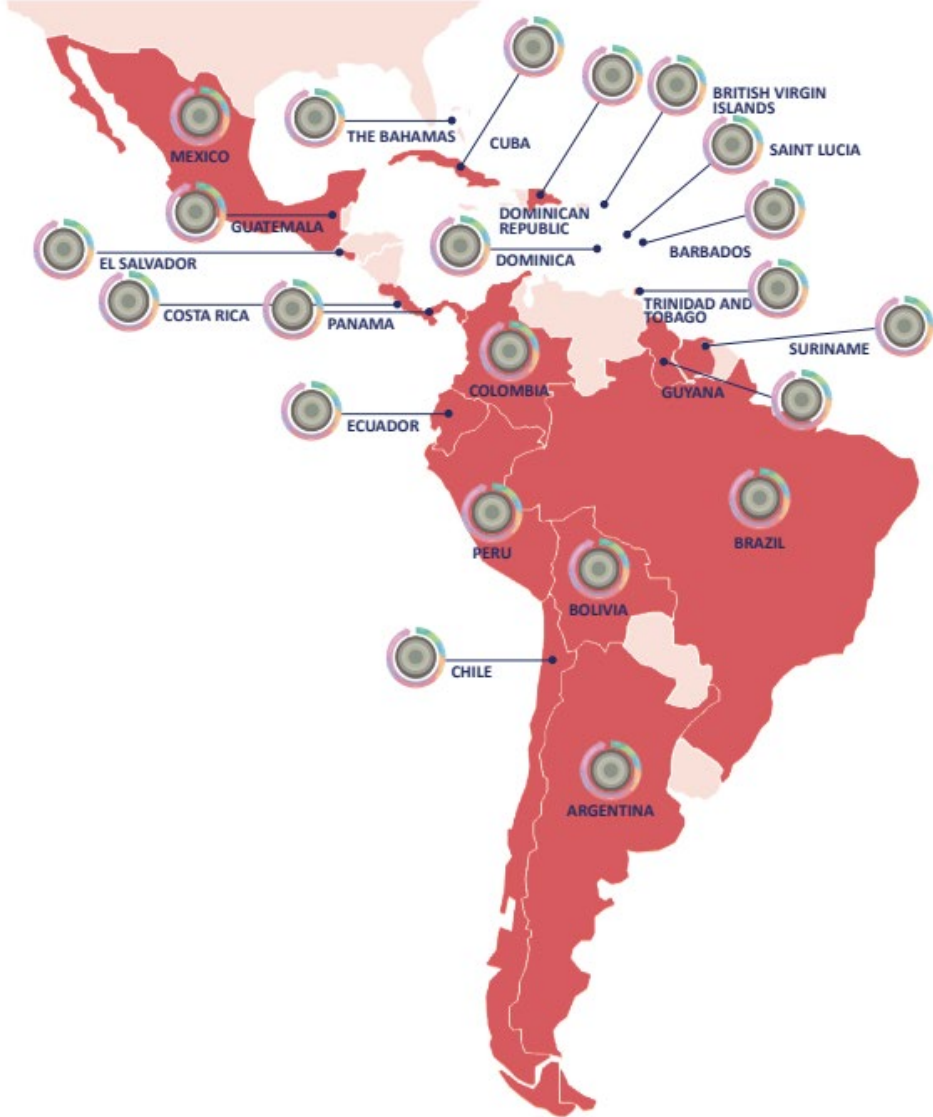 BRITISH VIRGIN
ISLANDS
THE BAHAMAS
CUBA
SAINT LUCIA
MEXICO
DOMINICAN
REPUBLIC
GUATEMALA
BARBADOS
EL SALVADOR
DOMINICA
TRINIDAD AND
TOBAGO
COSTA RICA
PANAMA
SURINAME
COLOMBIA
GUYANA
ECUADOR
BRAZIL
PERU
BOLIVIA
CHILE
ARGENTINA